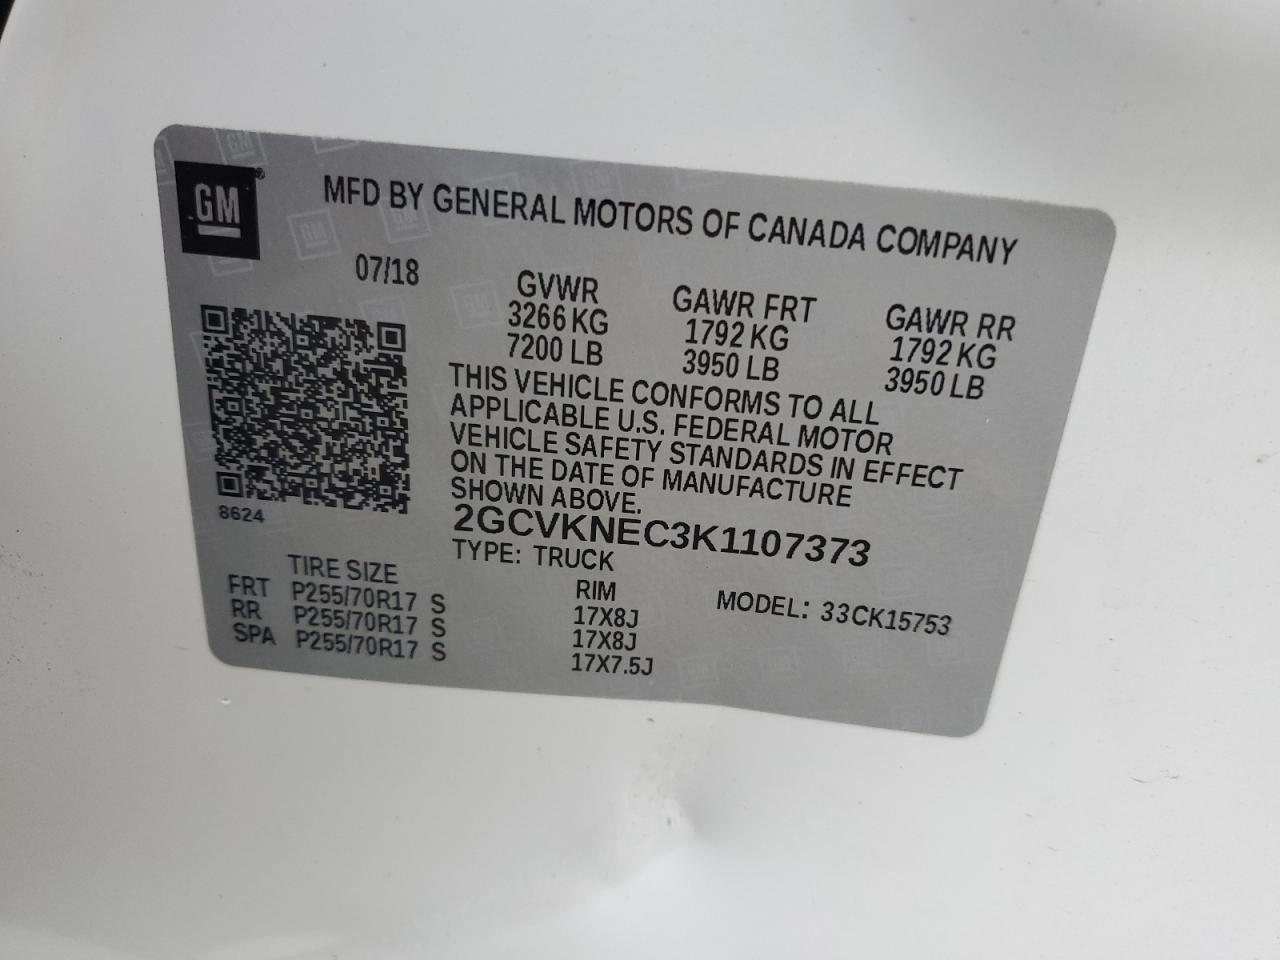 GM®
MFD BY GENERAL MOTORS OF CANADA COMPANY
07/18
GVWR
3266 KG
7200 LB
GAWR FRT
1792 KG
3950 LB
GAWR RR
1792 KG
3950 LB
THIS VEHICLE CONFORMS TO ALL
APPLICABLE U.S. FEDERAL MOTOR
VEHICLE SAFETY STANDARDS IN EFFECT
ON THE DATE OF MANUFACTURE
SHOWN ABOVE.
8624
2GCVKNEC3K1107373
TYPE: TRUCK
TIRE SIZE RIM MODEL: 33CK15753
FRT P255/70R17 S 17X8J
RR P255/70R17 S 17X8J
SPA P255/70R17 S 17X7.5J